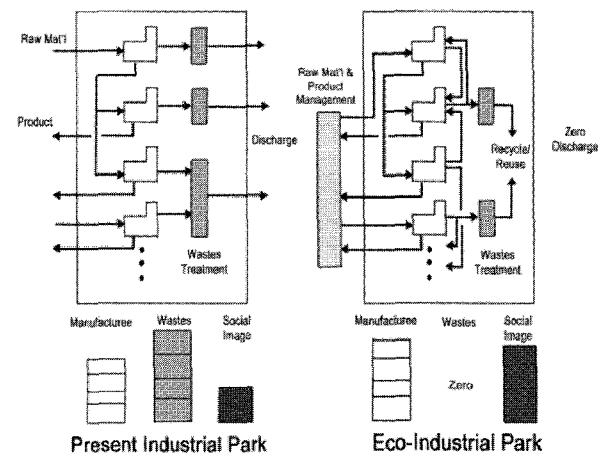 Raw Mat'l
Product
Discharge
Wastes
Treatment
Manufacturee
Wastes
Social
Image
Present Industrial Park
Raw Mat'l &
Product
Management
Recycle/
Reuse
Zero
Discharge
Wastes
Treatment
Manufacturee
Wastes
Social
Image
Zero
Eco-Industrial Park